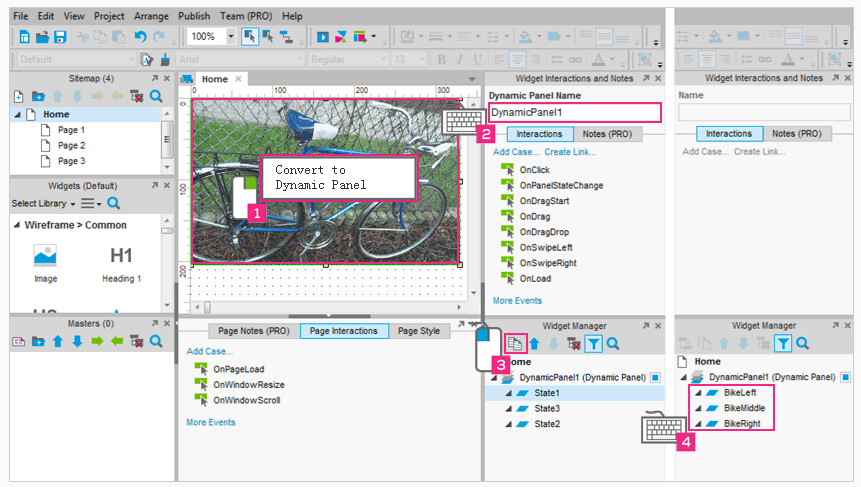 File Edit View Project Arrange Publish Team (PRO) Help
100%
Default Arial Regular 13 B I U
Sitemap (4)
Home
Page 1
Page 2
Page 3
Widgets (Default)
Select Library
Wireframe > Common
Image
H1
Heading 1
Masters (0)
Home
0 100 200 300
0
100
200
Convert to
Dynamic Panel
1
Page Notes (PRO) Page Interactions Page Style
Add Case...
OnPageLoad
OnWindowResize
OnWindowScroll
More Events
Widget Interactions and Notes
Dynamic Panel Name
DynamicPanel1
2
Interactions Notes (PRO)
Add Case... Create Link...
OnClick
OnPanelStateChange
OnDragStart
OnDrag
OnDragDrop
OnSwipeLeft
OnSwipeRight
OnLoad
More Events
Widget Manager
3
Home
DynamicPanel1 (Dynamic Panel)
State1
State3
State2
Widget Interactions and Notes
Name
Interactions Notes (PRO)
Add Case... Create Link...
Widget Manager
Home
DynamicPanel1 (Dynamic Panel)
BikeLeft
BikeMiddle
BikeRight
4